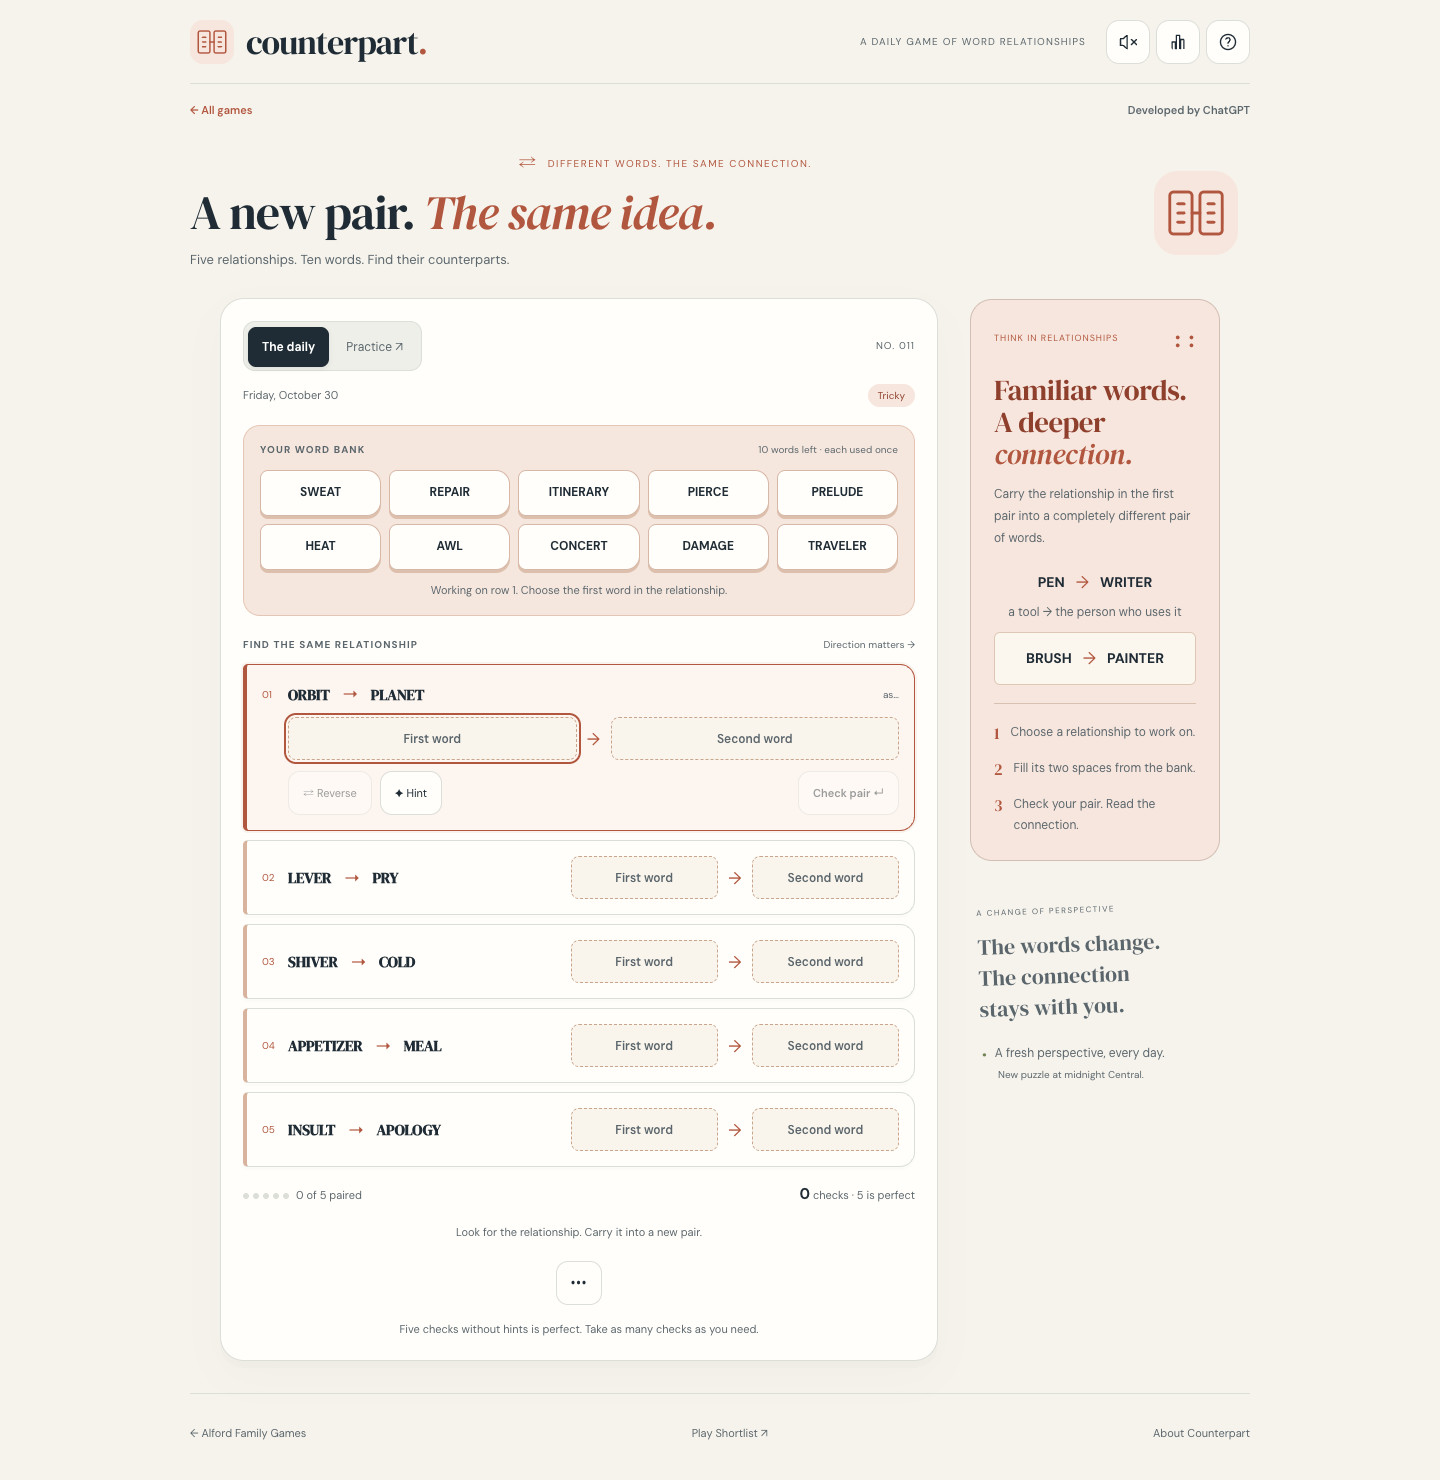 counterpart.
A DAILY GAME OF WORD RELATIONSHIPS
← All games
Developed by ChatGPT
⇄ DIFFERENT WORDS. THE SAME CONNECTION.
A new pair. The same idea.
Five relationships. Ten words. Find their counterparts.
The daily
Practice ↗
NO. 011
Friday, October 30
Tricky
YOUR WORD BANK
10 words left · each used once
SWEAT
REPAIR
ITINERARY
PIERCE
PRELUDE
HEAT
AWL
CONCERT
DAMAGE
TRAVELER
Working on row 1. Choose the first word in the relationship.
FIND THE SAME RELATIONSHIP
Direction matters →
01 ORBIT → PLANET
as…
First word → Second word
⇄ Reverse
✦ Hint
Check pair ↵
02 LEVER → PRY
First word → Second word
03 SHIVER → COLD
First word → Second word
04 APPETIZER → MEAL
First word → Second word
05 INSULT → APOLOGY
First word → Second word
0 of 5 paired
0 checks · 5 is perfect
Look for the relationship. Carry it into a new pair.
•••
Five checks without hints is perfect. Take as many checks as you need.
THINK IN RELATIONSHIPS
Familiar words.
A deeper
connection.
Carry the relationship in the first
pair into a completely different pair
of words.
PEN → WRITER
a tool → the person who uses it
BRUSH → PAINTER
1 Choose a relationship to work on.
2 Fill its two spaces from the bank.
3 Check your pair. Read the
connection.
A CHANGE OF PERSPECTIVE
The words change.
The connection
stays with you.
• A fresh perspective, every day.
New puzzle at midnight Central.
← Alford Family Games
Play Shortlist ↗
About Counterpart